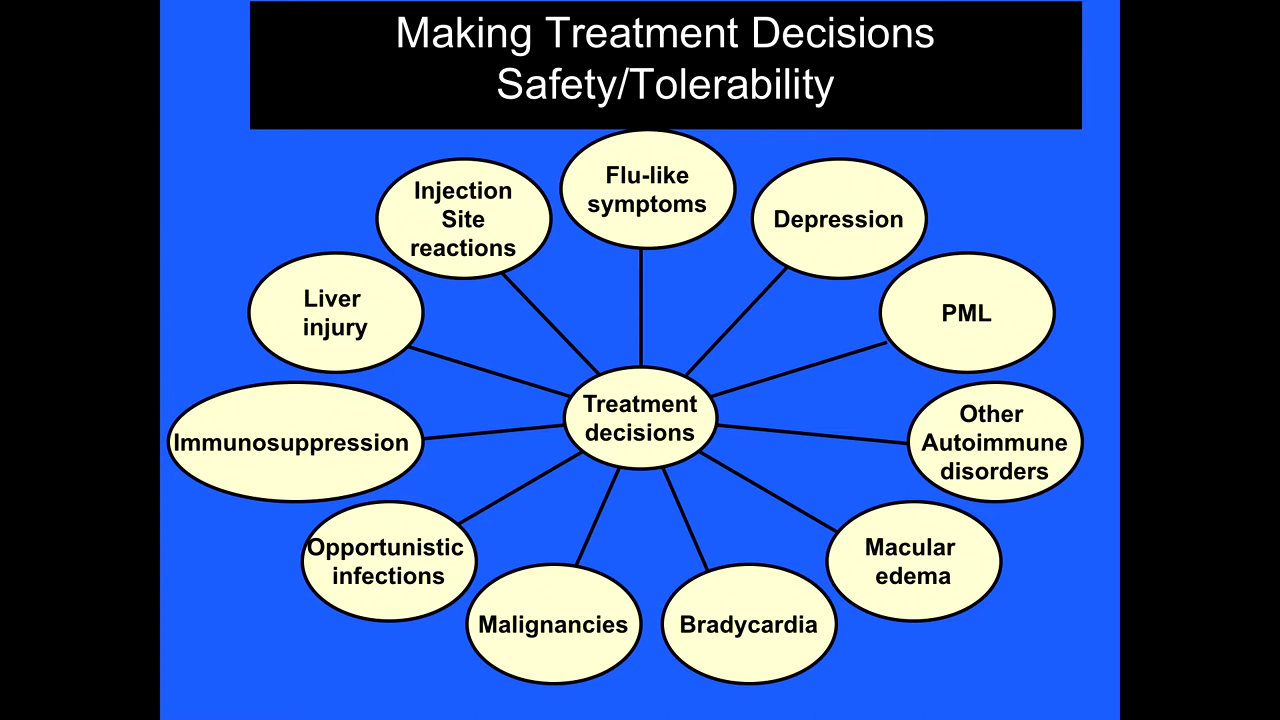 Making Treatment Decisions
Safety/Tolerability
Flu-like
symptoms
Injection
Site
reactions
Depression
Liver
injury
PML
Treatment
decisions
Immunosuppression
Other
Autoimmune
disorders
Opportunistic
infections
Macular
edema
Malignancies
Bradycardia